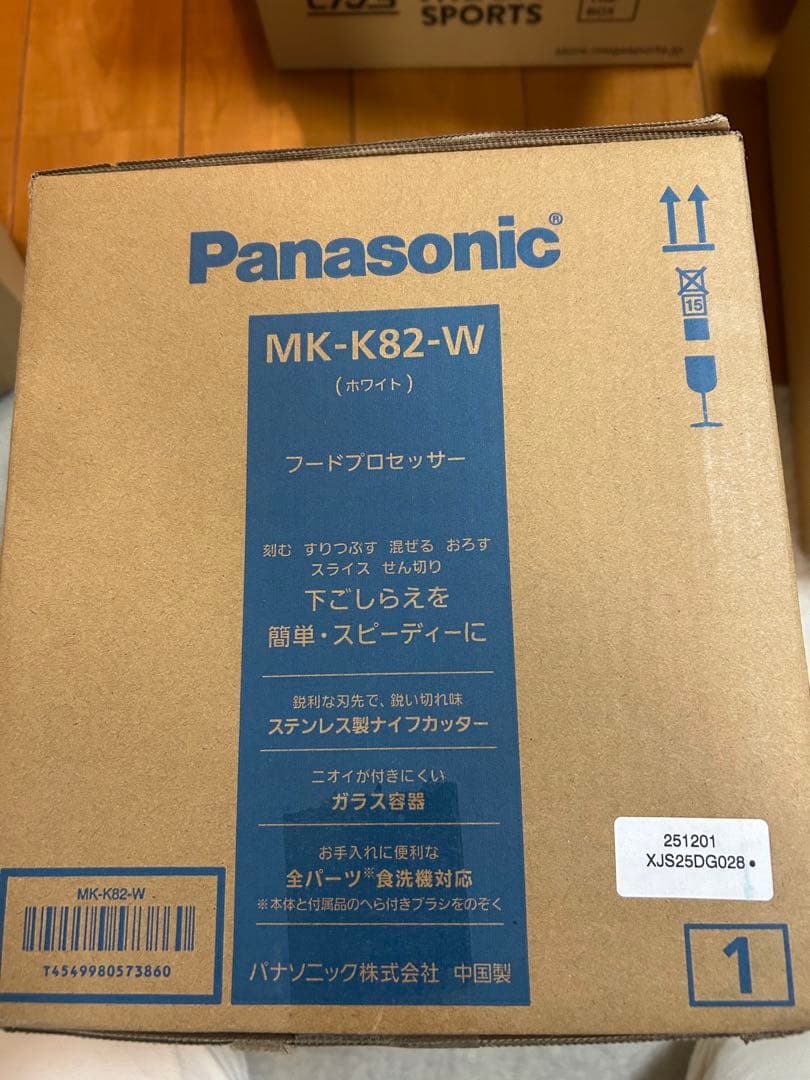 SPORTS
BOX
Panasonic®
15
MK-K82-W
(ホワイト)
フードプロセッサー
刻む すりつぶす 混ぜる おろす
スライス せん切り
下ごしらえを
簡単・スピーディーに
鋭利な刃先で、鋭い切れ味
ステンレス製ナイフカッター
ニオイが付きにくい
ガラス容器
お手入れに便利な
全パーツ※食洗機対応
※本体と付属品のへら付きブラシをのぞく
パナソニック株式会社 中国製
251201
XJS25DG028•
MK-K82-W
T4549980573860
1